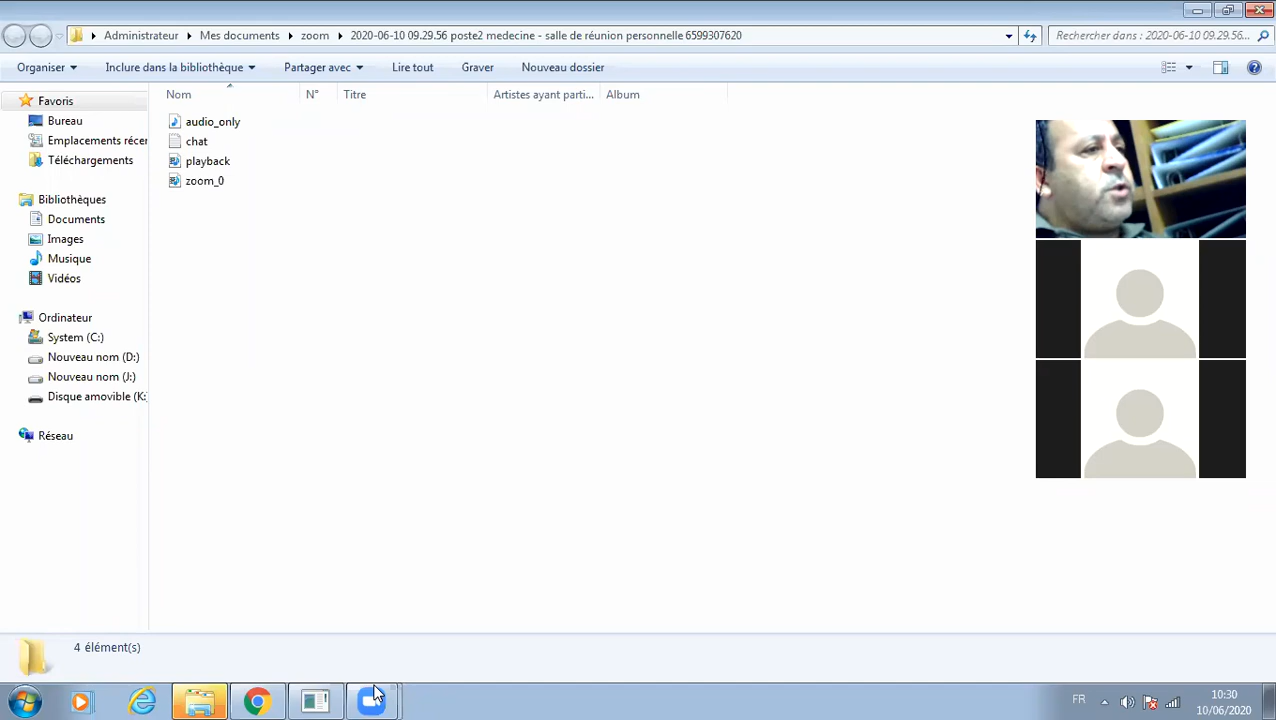 Administrateur Mes documents zoom 2020-06-10 09.29.56 poste2 medecine - salle de réunion personnelle 6599307620 Rechercher dans : 2020-06-10 09.29.56...
Organiser Inclure dans la bibliothèque Partager avec Lire tout Graver Nouveau dossier
Favoris
Bureau
Emplacements récer
Téléchargements
Bibliothèques
Documents
Images
Musique
Vidéos
Ordinateur
System (C:)
Nouveau nom (D:)
Nouveau nom (J:)
Disque amovible (K:
Réseau
Nom N° Titre Artistes ayant parti... Album
audio_only
chat
playback
zoom_0
4 élément(s)
FR
10:30
10/06/2020